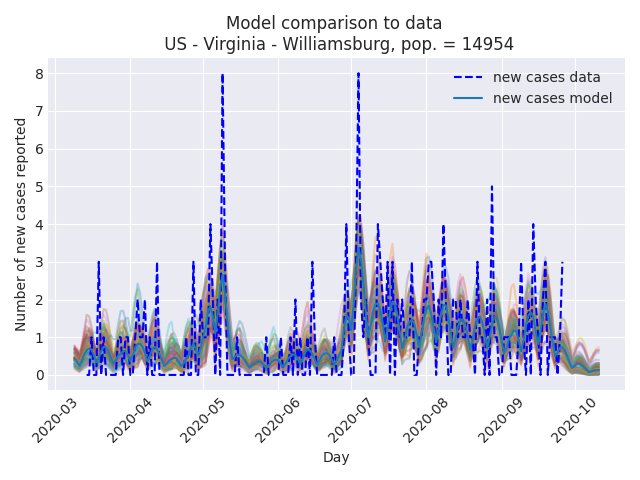 Model comparison to data
US - Virginia - Williamsburg, pop. = 14954
new cases data
new cases model
Number of new cases reported
8
7
6
5
4
3
2
1
0
2020-03
2020-04
2020-05
2020-06
2020-07
2020-08
2020-09
2020-10
Day